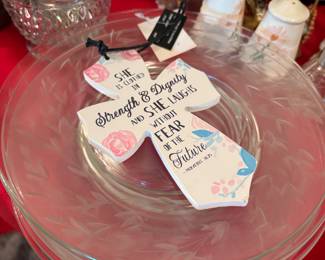 SHE
IS CLOTHED
IN
Strength & Dignity
AND SHE LAUGHS
WITHOUT
FEAR
OF THE
Future